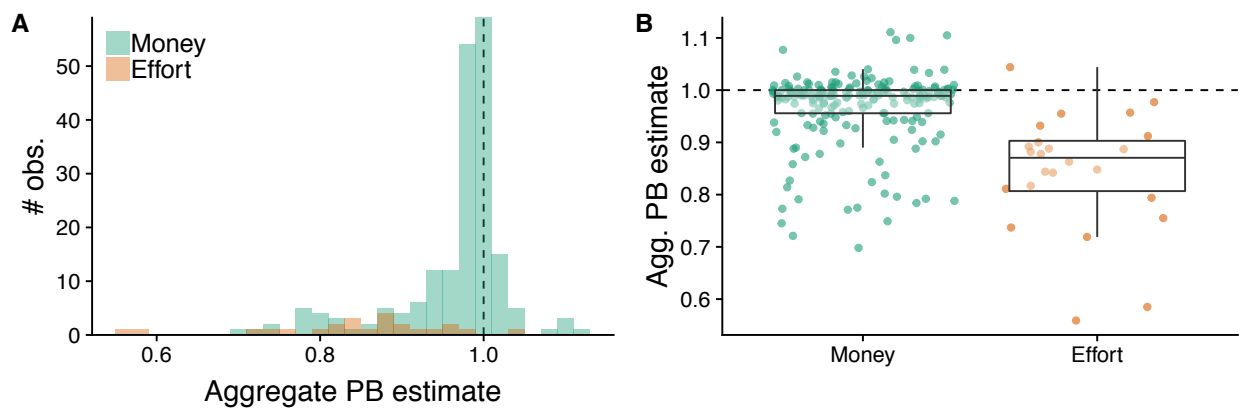 A
Money
Effort
50
40
30
20
10
0
# obs.
0.6
0.8
1.0
Aggregate PB estimate
B
1.1
1.0
0.9
0.8
0.7
0.6
Agg. PB estimate
Money
Effort